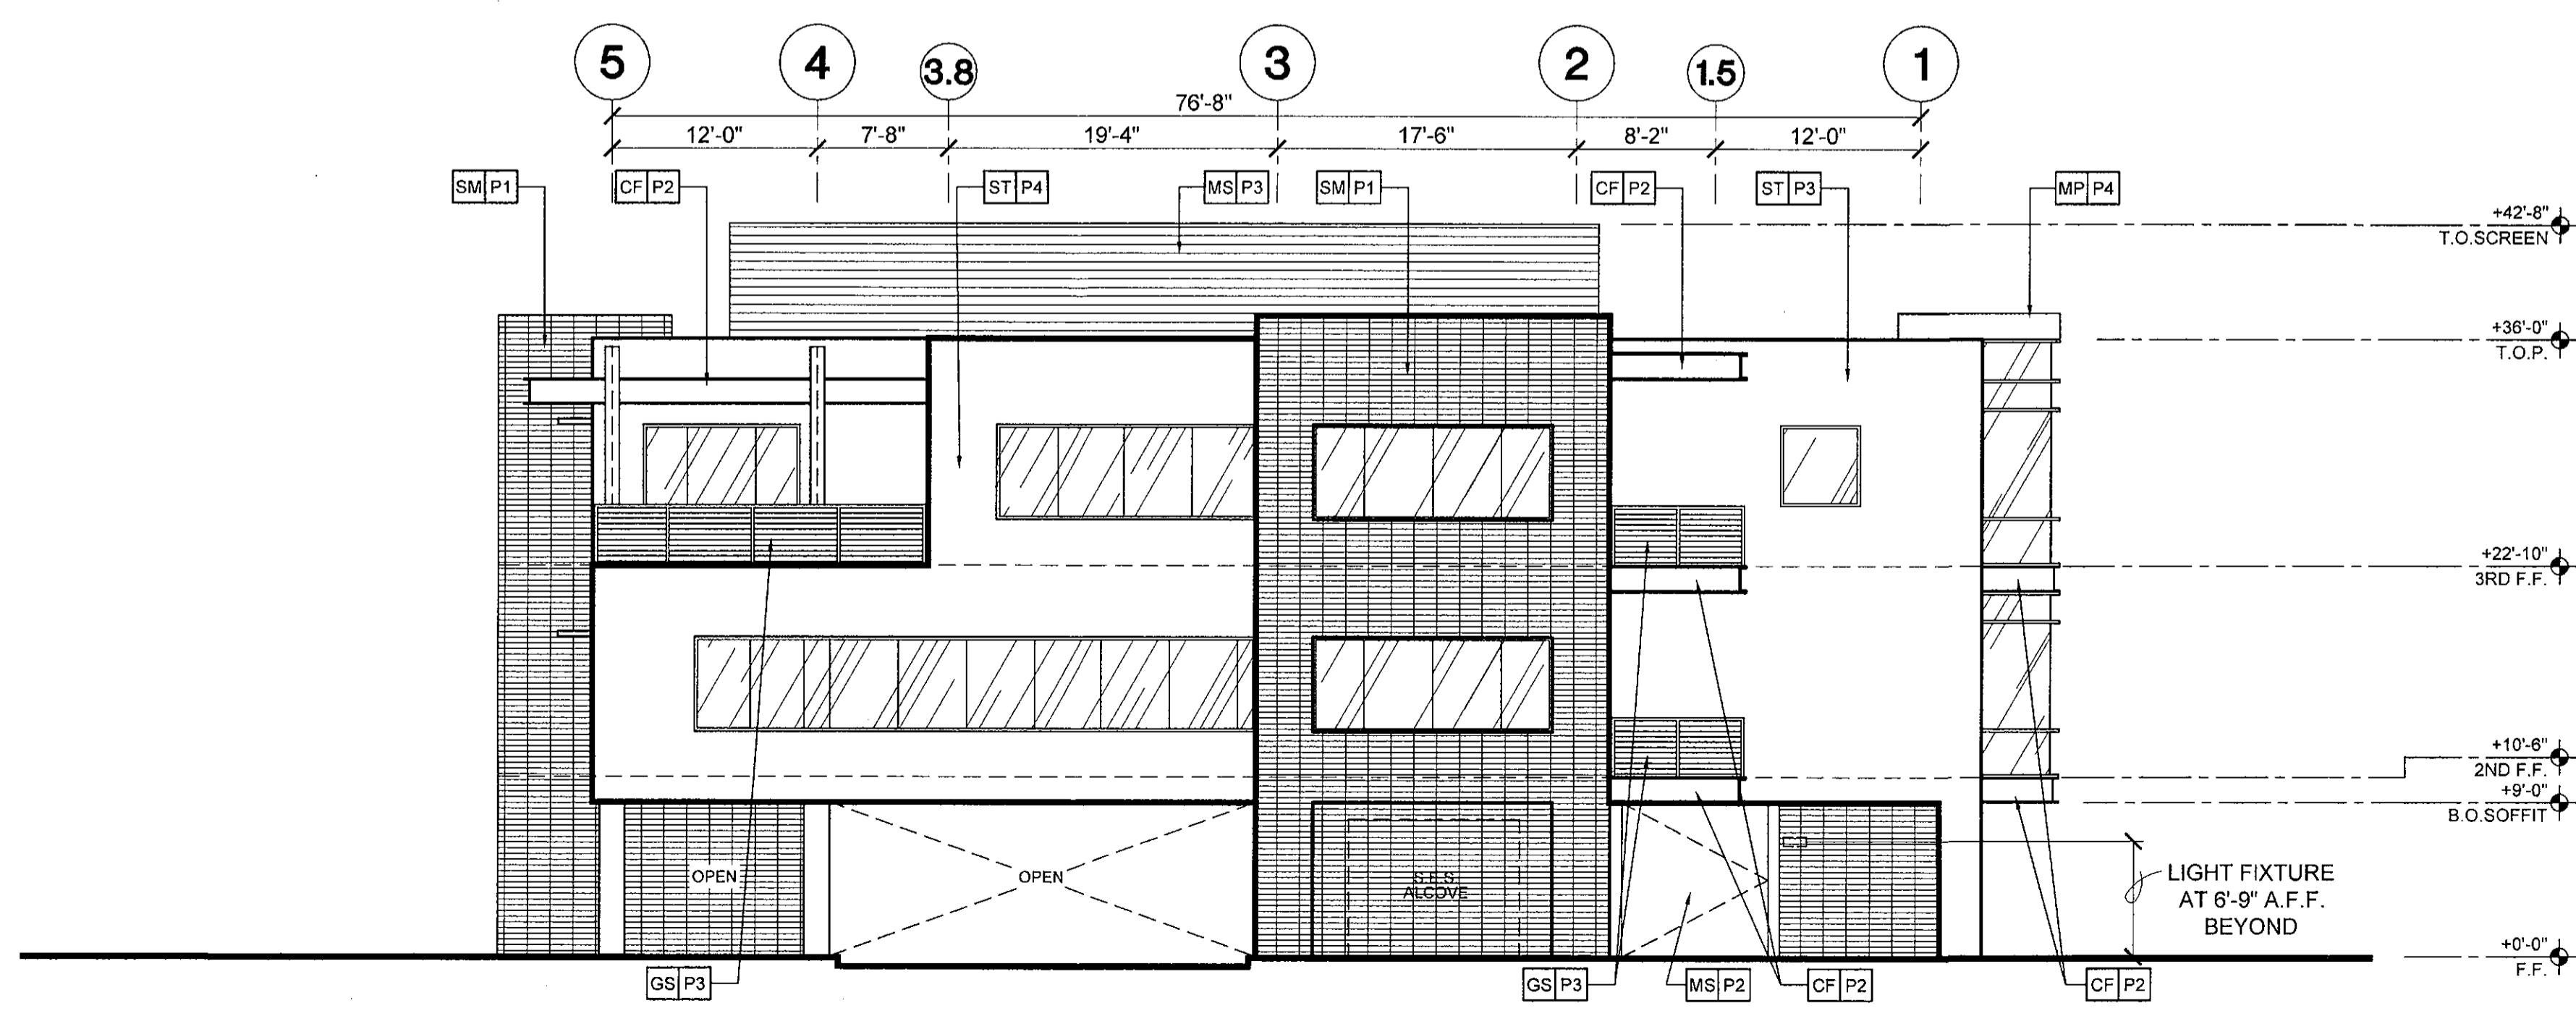 5 4 3.8 3 2 1.5 1
76'-8"
12'-0" 7'-8" 19'-4" 17'-6" 8'-2" 12'-0"
SM P1 CF P2 ST P4 MS P3 SM P1 CF P2 ST P3 MP P4
+42'-8"
T.O.SCREEN
+36'-0"
T.O.P.
+22'-10"
3RD F.F.
+10'-6"
2ND F.F.
+9'-0"
B.O.SOFFIT
OPEN OPEN
S.E.S.
ALCOVE
LIGHT FIXTURE
AT 6'-9" A.F.F.
BEYOND
+0'-0"
F.F.
GS P3 GS P3 MS P2 CF P2 CF P2